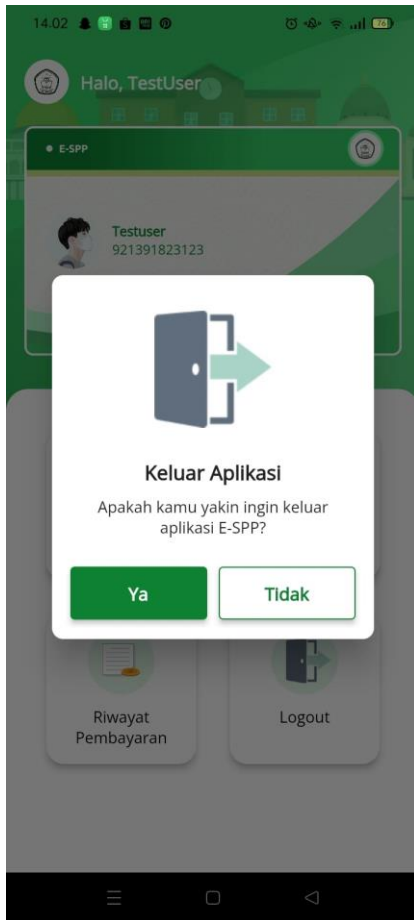 14.02
76
Halo, TestUser
E-SPP
Testuser
921391823123
Keluar Aplikasi
Apakah kamu yakin ingin keluar
aplikasi E-SPP?
Ya
Tidak
Riwayat
Pembayaran
Logout